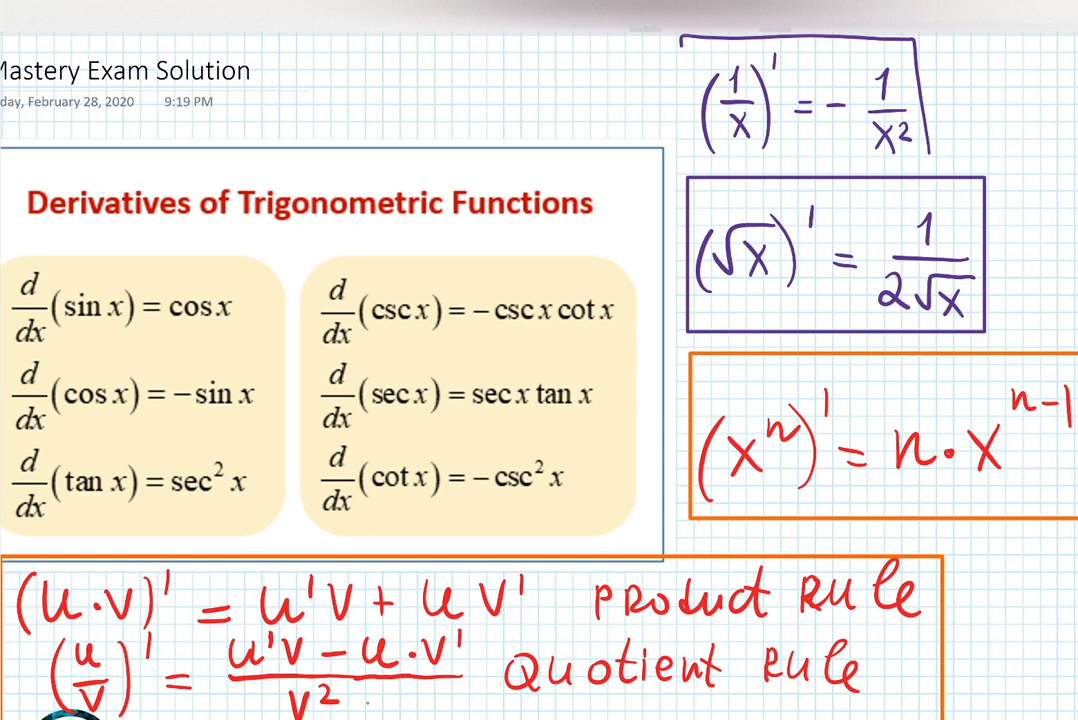 Mastery Exam Solution
day, February 28, 2020 9:19 PM
(1/x)' = - 1/x²
Derivatives of Trigonometric Functions
(√x)' = 1/(2√x)
d/dx (sin x) = cos x
d/dx (csc x) = − csc x cot x
d/dx (cos x) = − sin x
d/dx (sec x) = sec x tan x
(xⁿ)' = n · xⁿ⁻¹
d/dx (tan x) = sec² x
d/dx (cot x) = − csc² x
(u·v)' = u'v + u v' PRODUCT RULE
(u/v)' = (u'v − u·v')/v² QUOTIENT RULE